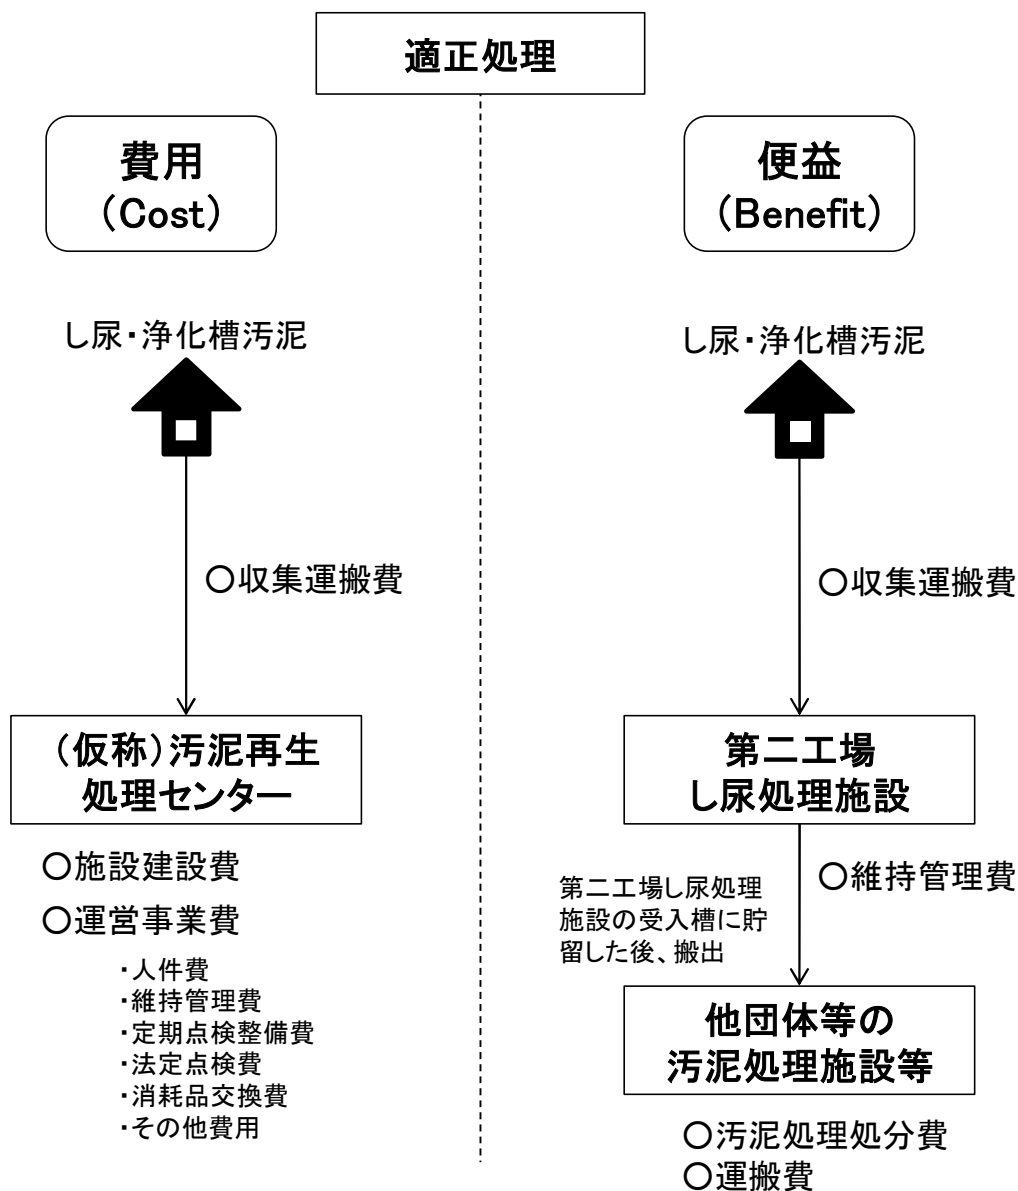 適正処理
費用
（Cost）
し尿・浄化槽汚泥
○収集運搬費
（仮称）汚泥再生
処理センター
○施設建設費
○運営事業費
・人件費
・維持管理費
・定期点検整備費
・法定点検費
・消耗品交換費
・その他費用
便益
（Benefit）
し尿・浄化槽汚泥
○収集運搬費
第二工場
し尿処理施設
○維持管理費
第二工場し尿処理
施設の受入槽に貯
留した後、搬出
他団体等の
汚泥処理施設等
○汚泥処理処分費
○運搬費